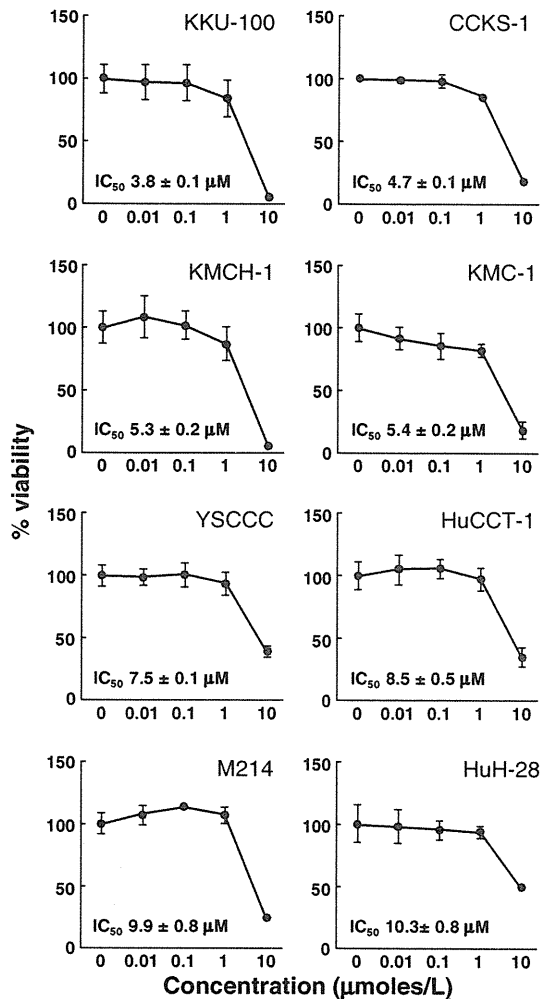 KKU-100
150
100
50
0
IC50 3.8 ± 0.1 µM
0 0.01 0.1 1 10
CCKS-1
150
100
50
0
IC50 4.7 ± 0.1 µM
0 0.01 0.1 1 10
KMCH-1
150
100
50
0
IC50 5.3 ± 0.2 µM
0 0.01 0.1 1 10
KMC-1
150
100
50
0
IC50 5.4 ± 0.2 µM
0 0.01 0.1 1 10
% viability
YSCCC
150
100
50
0
IC50 7.5 ± 0.1 µM
0 0.01 0.1 1 10
HuCCT-1
150
100
50
0
IC50 8.5 ± 0.5 µM
0 0.01 0.1 1 10
M214
150
100
50
0
IC50 9.9 ± 0.8 µM
0 0.01 0.1 1 10
HuH-28
150
100
50
0
IC50 10.3± 0.8 µM
0 0.01 0.1 1 10
Concentration (µmoles/L)